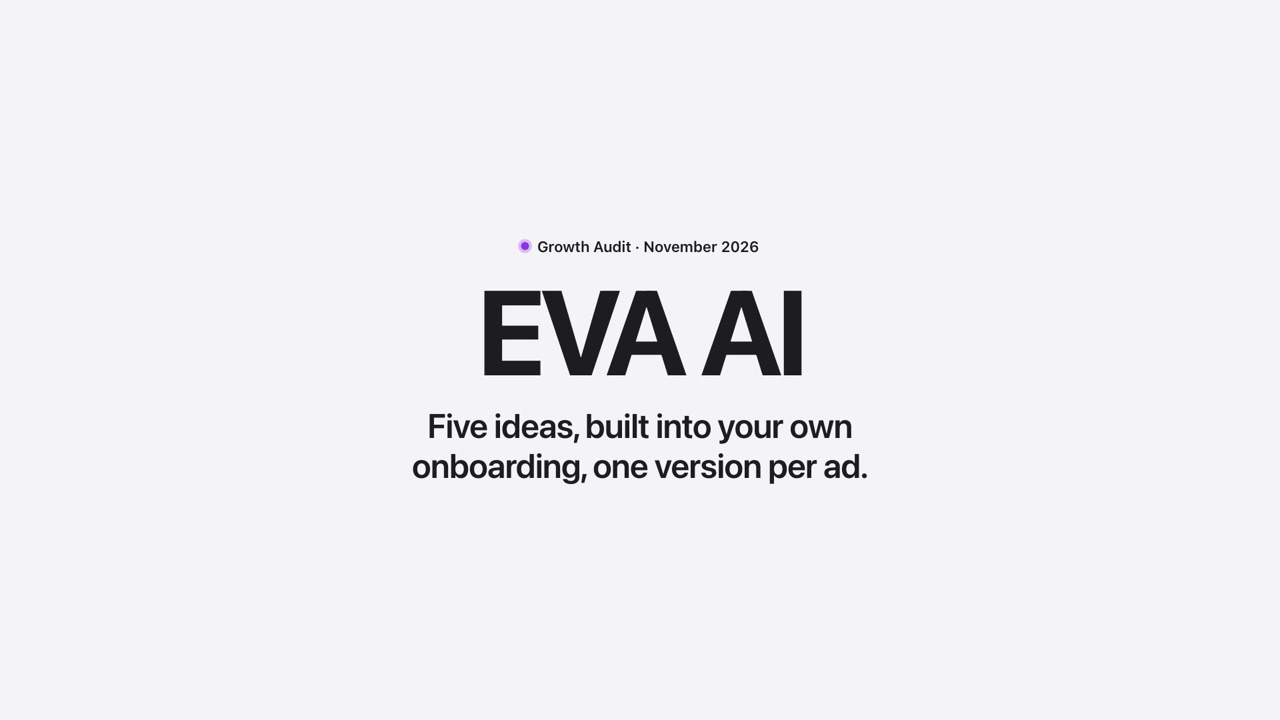 Growth Audit · November 2026
EVA AI
Five ideas, built into your own
onboarding, one version per ad.